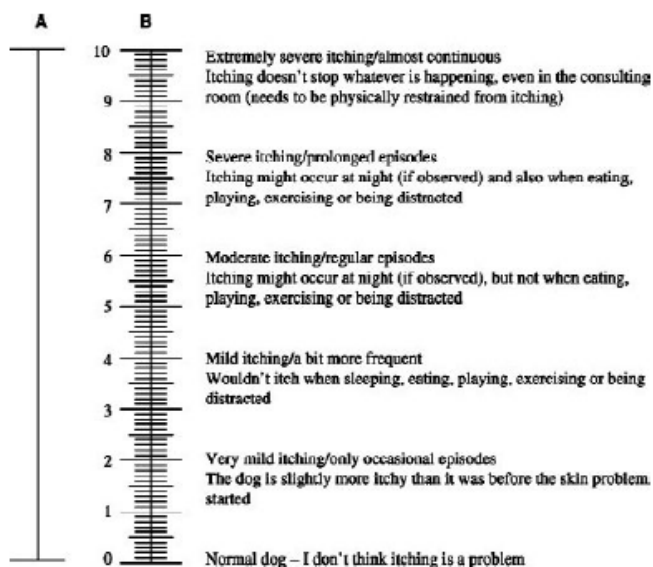 A B
10 Extremely severe itching/almost continuous
Itching doesn't stop whatever is happening, even in the consulting
9 room (needs to be physically restrained from itching)
8 Severe itching/prolonged episodes
Itching might occur at night (if observed) and also when eating,
7 playing, exercising or being distracted
6 Moderate itching/regular episodes
Itching might occur at night (if observed), but not when eating,
5 playing, exercising or being distracted
4 Mild itching/a bit more frequent
Wouldn't itch when sleeping, eating, playing, exercising or being
distracted
3
2 Very mild itching/only occasional episodes
The dog is slightly more itchy than it was before the skin problem
1 started
0 Normal dog – I don't think itching is a problem